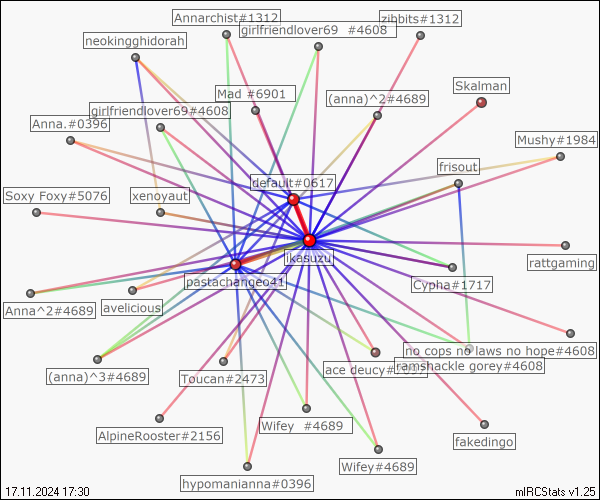 Annarchist#1312
zibbits#1312
girlfriendlover69 #4608
neokingghidorah
Skalman
Mad #6901
(anna)^2#4689
girlfriendlover69#4608
Anna.#0396
Mushy#1984
frisout
default#0617
Soxy Foxy#5076
xenoyaut
ikasuzu
rattgaming
pastachangeo41
Cypha#1717
Anna^2#4689
avelicious
no cops no laws no hope#4608
ramshackle gorey#4608
ace deucy
(anna)^3#4689
Toucan#2473
Wifey #4689
AlpineRooster#2156
fakedingo
Wifey#4689
hypomanianna#0396
17.11.2024 17:30
mIRCStats v1.25